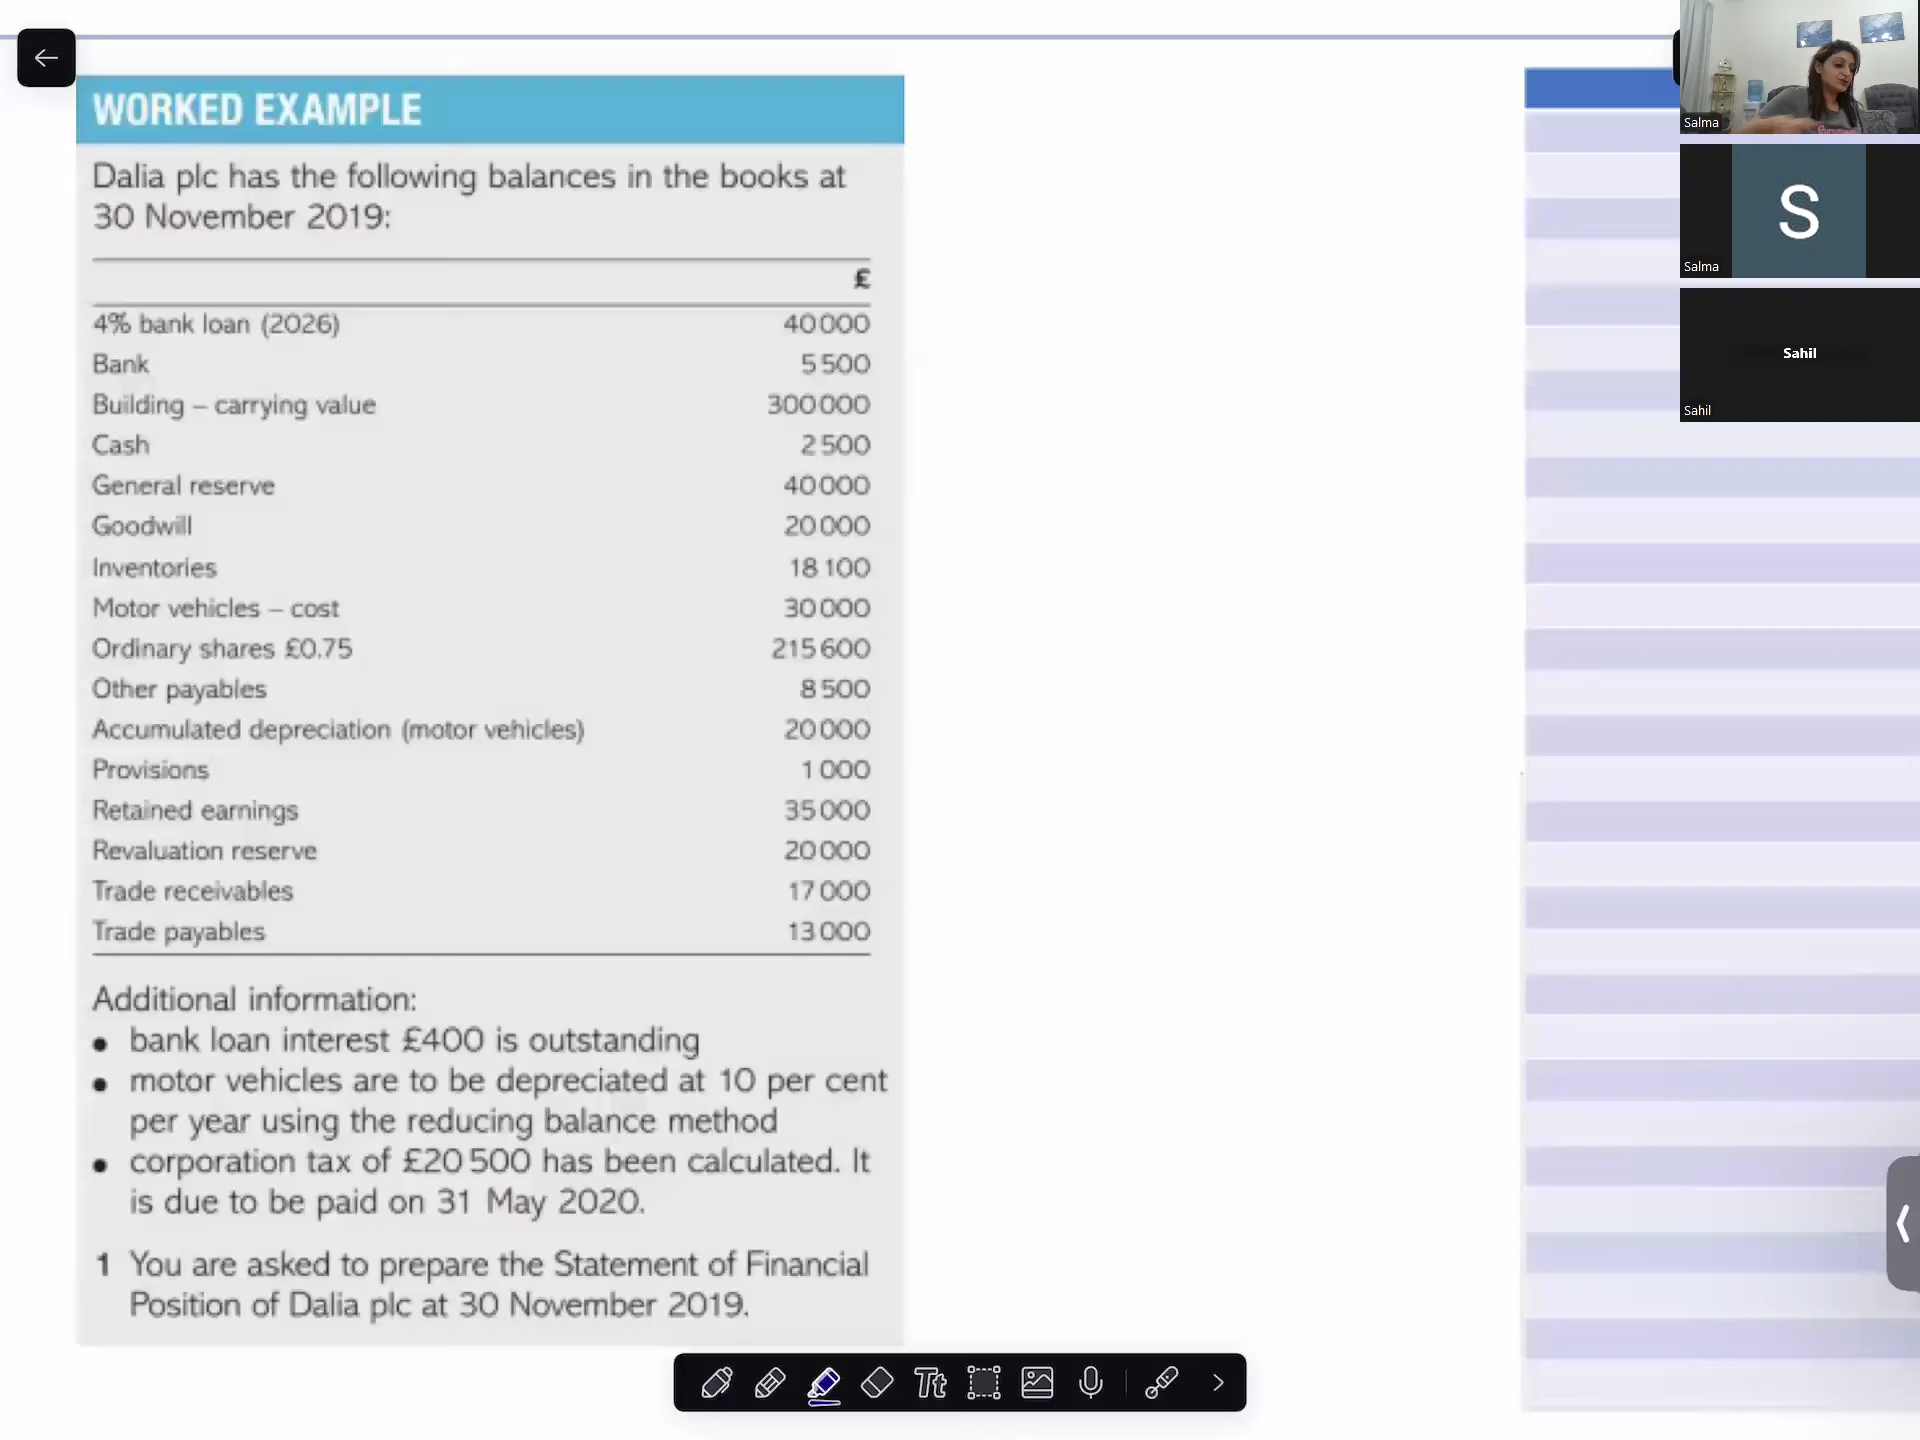 WORKED EXAMPLE
Dalia plc has the following balances in the books at
30 November 2019:
£
4% bank loan (2026) 40000
Bank 5500
Building – carrying value 300000
Cash 2500
General reserve 40000
Goodwill 20000
Inventories 18100
Motor vehicles – cost 30000
Ordinary shares £0.75 215600
Other payables 8500
Accumulated depreciation (motor vehicles) 20000
Provisions 1000
Retained earnings 35000
Revaluation reserve 20000
Trade receivables 17000
Trade payables 13000
Additional information:
• bank loan interest £400 is outstanding
• motor vehicles are to be depreciated at 10 per cent
per year using the reducing balance method
• corporation tax of £20500 has been calculated. It
is due to be paid on 31 May 2020.
1 You are asked to prepare the Statement of Financial
Position of Dalia plc at 30 November 2019.
Salma
S
Salma
Sahil
Sahil
Tt